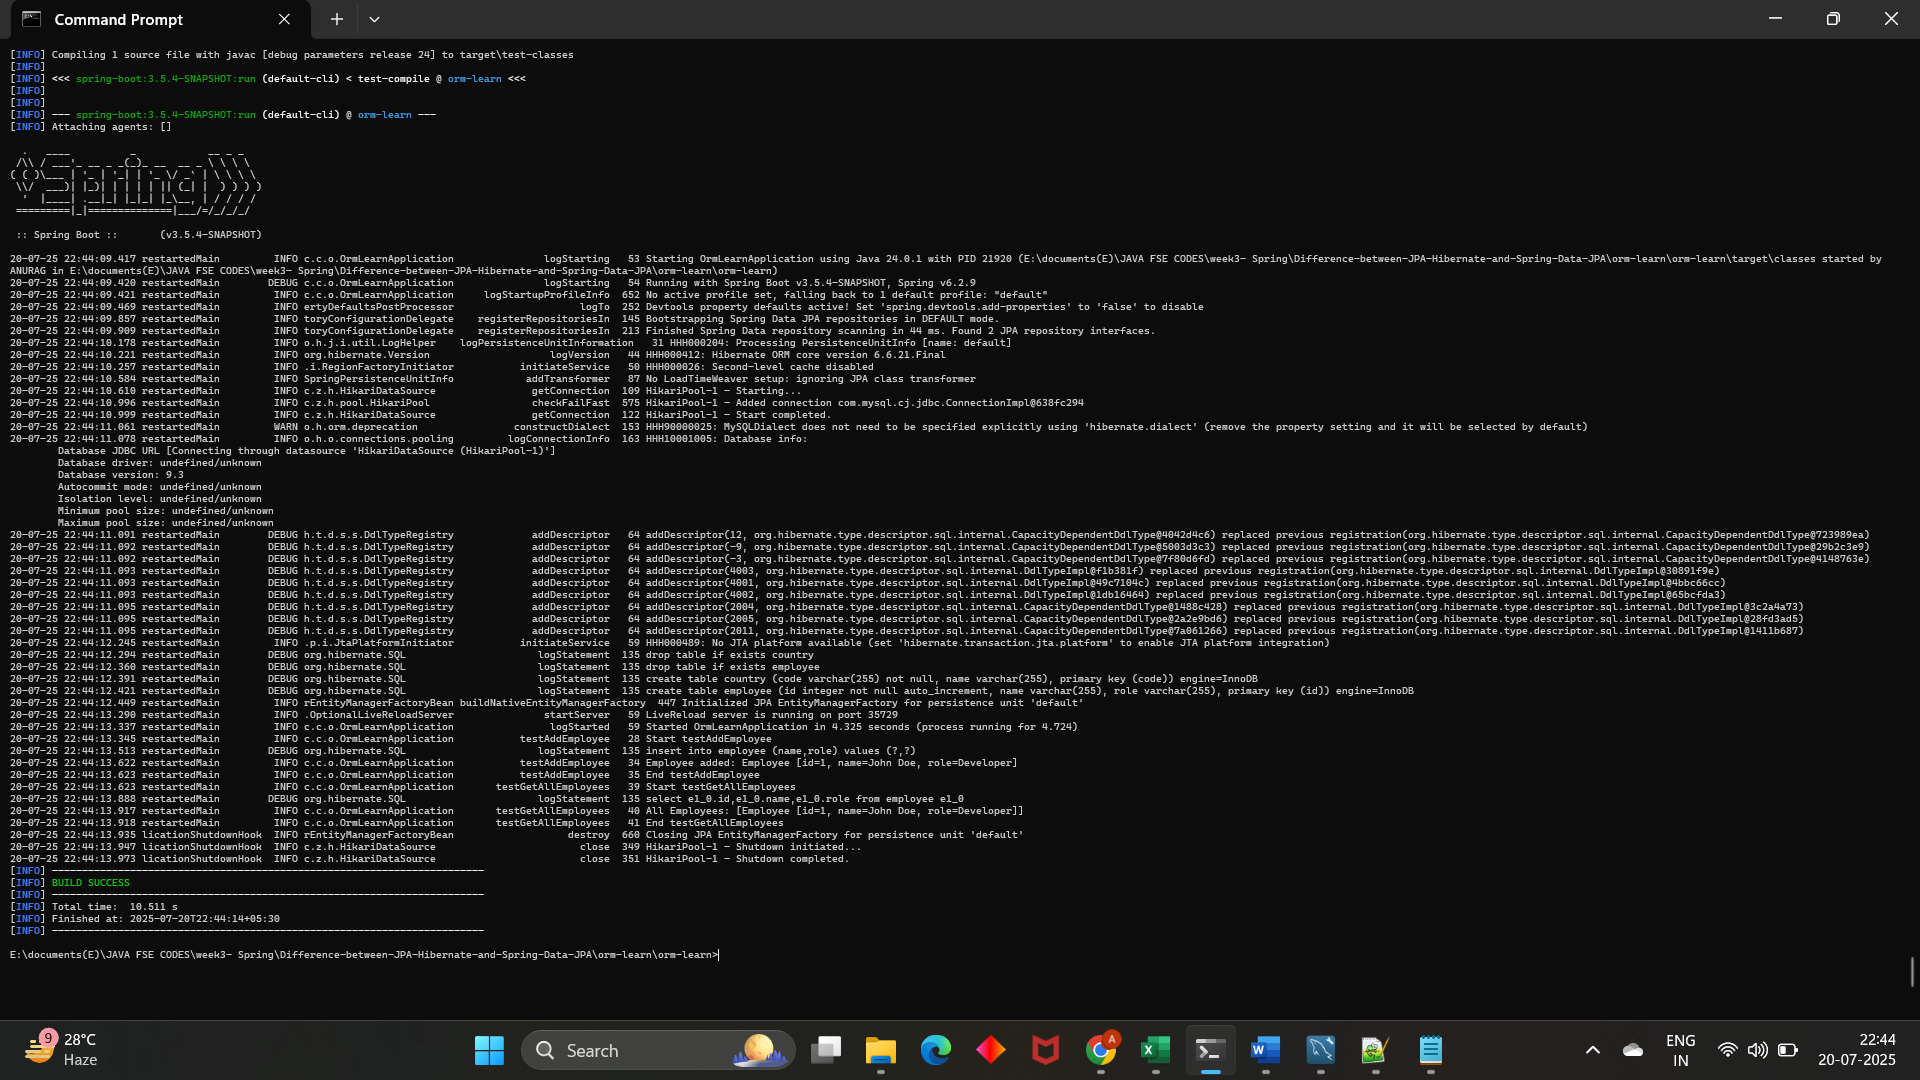 Command Prompt
[INFO] Compiling 1 source file with javac [debug parameters release 24] to target\test-classes
[INFO]
[INFO] <<< spring-boot:3.5.4-SNAPSHOT:run (default-cli) < test-compile @ orm-learn <<<
[INFO]
[INFO]
[INFO] --- spring-boot:3.5.4-SNAPSHOT:run (default-cli) @ orm-learn ---
[INFO] Attaching agents: []
  .   ____          _            __ _ _
 /\\ / ___'_ __ _ _(_)_ __  __ _ \ \ \ \
( ( )\___ | '_ | '_| | '_ \/ _` | \ \ \ \
 \\/  ___)| |_)| | | | | || (_| |  ) ) ) )
  '  |____| .__|_| |_|_| |_\__, | / / / /
 =========|_|==============|___/=/_/_/_/
 :: Spring Boot ::       (v3.5.4-SNAPSHOT)
20-07-25 22:44:09.417 restartedMain         INFO c.c.o.OrmLearnApplication               logStarting   53 Starting OrmLearnApplication using Java 24.0.1 with PID 21920 (E:\documents(E)\JAVA FSE CODES\week3- Spring\Difference-between-JPA-Hibernate-and-Spring-Data-JPA\orm-learn\orm-learn\target\classes started by
ANURAG in E:\documents(E)\JAVA FSE CODES\week3- Spring\Difference-between-JPA-Hibernate-and-Spring-Data-JPA\orm-learn\orm-learn)
20-07-25 22:44:09.420 restartedMain        DEBUG c.c.o.OrmLearnApplication               logStarting   54 Running with Spring Boot v3.5.4-SNAPSHOT, Spring v6.2.9
20-07-25 22:44:09.421 restartedMain         INFO c.c.o.OrmLearnApplication     logStartupProfileInfo  652 No active profile set, falling back to 1 default profile: "default"
20-07-25 22:44:09.469 restartedMain         INFO ertyDefaultsPostProcessor                     logTo  252 Devtools property defaults active! Set 'spring.devtools.add-properties' to 'false' to disable
20-07-25 22:44:09.857 restartedMain         INFO toryConfigurationDelegate    registerRepositoriesIn  145 Bootstrapping Spring Data JPA repositories in DEFAULT mode.
20-07-25 22:44:09.909 restartedMain         INFO toryConfigurationDelegate    registerRepositoriesIn  213 Finished Spring Data repository scanning in 44 ms. Found 2 JPA repository interfaces.
20-07-25 22:44:10.178 restartedMain         INFO o.h.j.i.util.LogHelper    logPersistenceUnitInformation   31 HHH000204: Processing PersistenceUnitInfo [name: default]
20-07-25 22:44:10.221 restartedMain         INFO org.hibernate.Version                    logVersion   44 HHH000412: Hibernate ORM core version 6.6.21.Final
20-07-25 22:44:10.257 restartedMain         INFO .i.RegionFactoryInitiator           initiateService   50 HHH000026: Second-level cache disabled
20-07-25 22:44:10.584 restartedMain         INFO SpringPersistenceUnitInfo            addTransformer   87 No LoadTimeWeaver setup: ignoring JPA class transformer
20-07-25 22:44:10.610 restartedMain         INFO c.z.h.HikariDataSource                getConnection  109 HikariPool-1 - Starting...
20-07-25 22:44:10.996 restartedMain         INFO c.z.h.pool.HikariPool                 checkFailFast  575 HikariPool-1 - Added connection com.mysql.cj.jdbc.ConnectionImpl@638fc294
20-07-25 22:44:10.999 restartedMain         INFO c.z.h.HikariDataSource                getConnection  122 HikariPool-1 - Start completed.
20-07-25 22:44:11.061 restartedMain         WARN o.h.orm.deprecation                construct​Dialect  153 HHH90000025: MySQLDialect does not need to be specified explicitly using 'hibernate.dialect' (remove the property setting and it will be selected by default)
20-07-25 22:44:11.078 restartedMain         INFO o.h.o.connections.pooling         logConnectionInfo  163 HHH10001005: Database info:
Database JDBC URL [Connecting through datasource 'HikariDataSource (HikariPool-1)']
Database driver: undefined/unknown
Database version: 9.3
Autocommit mode: undefined/unknown
Isolation level: undefined/unknown
Minimum pool size: undefined/unknown
Maximum pool size: undefined/unknown
20-07-25 22:44:11.091 restartedMain        DEBUG h.t.d.s.s.DdlTypeRegistry             addDescriptor   64 addDescriptor(12, org.hibernate.type.descriptor.sql.internal.CapacityDependentDdlType@4042d4c6) replaced previous registration(org.hibernate.type.descriptor.sql.internal.CapacityDependentDdlType@723989ea)
20-07-25 22:44:11.092 restartedMain        DEBUG h.t.d.s.s.DdlTypeRegistry             addDescriptor   64 addDescriptor(-9, org.hibernate.type.descriptor.sql.internal.CapacityDependentDdlType@5003d3c3) replaced previous registration(org.hibernate.type.descriptor.sql.internal.CapacityDependentDdlType@29b2c3e9)
20-07-25 22:44:11.092 restartedMain        DEBUG h.t.d.s.s.DdlTypeRegistry             addDescriptor   64 addDescriptor(-3, org.hibernate.type.descriptor.sql.internal.CapacityDependentDdlType@7f80d6fd) replaced previous registration(org.hibernate.type.descriptor.sql.internal.CapacityDependentDdlType@4148763e)
20-07-25 22:44:11.093 restartedMain        DEBUG h.t.d.s.s.DdlTypeRegistry             addDescriptor   64 addDescriptor(4003, org.hibernate.type.descriptor.sql.internal.DdlTypeImpl@f1b381f) replaced previous registration(org.hibernate.type.descriptor.sql.internal.DdlTypeImpl@30891f9e)
20-07-25 22:44:11.093 restartedMain        DEBUG h.t.d.s.s.DdlTypeRegistry             addDescriptor   64 addDescriptor(4001, org.hibernate.type.descriptor.sql.internal.DdlTypeImpl@49c7104c) replaced previous registration(org.hibernate.type.descriptor.sql.internal.DdlTypeImpl@4bbc66cc)
20-07-25 22:44:11.093 restartedMain        DEBUG h.t.d.s.s.DdlTypeRegistry             addDescriptor   64 addDescriptor(4002, org.hibernate.type.descriptor.sql.internal.DdlTypeImpl@1db16464) replaced previous registration(org.hibernate.type.descriptor.sql.internal.DdlTypeImpl@65bcfda3)
20-07-25 22:44:11.095 restartedMain        DEBUG h.t.d.s.s.DdlTypeRegistry             addDescriptor   64 addDescriptor(2004, org.hibernate.type.descriptor.sql.internal.CapacityDependentDdlType@1488c428) replaced previous registration(org.hibernate.type.descriptor.sql.internal.DdlTypeImpl@3c2a4a73)
20-07-25 22:44:11.095 restartedMain        DEBUG h.t.d.s.s.DdlTypeRegistry             addDescriptor   64 addDescriptor(2005, org.hibernate.type.descriptor.sql.internal.CapacityDependentDdlType@2a2e9bd6) replaced previous registration(org.hibernate.type.descriptor.sql.internal.DdlTypeImpl@28fd3ad5)
20-07-25 22:44:11.095 restartedMain        DEBUG h.t.d.s.s.DdlTypeRegistry             addDescriptor   64 addDescriptor(2011, org.hibernate.type.descriptor.sql.internal.CapacityDependentDdlType@7a061266) replaced previous registration(org.hibernate.type.descriptor.sql.internal.DdlTypeImpl@1411b687)
20-07-25 22:44:12.245 restartedMain         INFO .p.i.JtaPlatformInitiator           initiateService   59 HHH000489: No JTA platform available (set 'hibernate.transaction.jta.platform' to enable JTA platform integration)
20-07-25 22:44:12.294 restartedMain        DEBUG org.hibernate.SQL                      logStatement  135 drop table if exists country
20-07-25 22:44:12.360 restartedMain        DEBUG org.hibernate.SQL                      logStatement  135 drop table if exists employee
20-07-25 22:44:12.391 restartedMain        DEBUG org.hibernate.SQL                      logStatement  135 create table country (code varchar(255) not null, name varchar(255), primary key (code)) engine=InnoDB
20-07-25 22:44:12.421 restartedMain        DEBUG org.hibernate.SQL                      logStatement  135 create table employee (id integer not null auto_increment, name varchar(255), role varchar(255), primary key (id)) engine=InnoDB
20-07-25 22:44:12.449 restartedMain         INFO rEntityManagerFactoryBean buildNativeEntityManagerFactory  447 Initialized JPA EntityManagerFactory for persistence unit 'default'
20-07-25 22:44:13.290 restartedMain         INFO .OptionalLiveReloadServer               startServer   59 LiveReload server is running on port 35729
20-07-25 22:44:13.337 restartedMain         INFO c.c.o.OrmLearnApplication                logStarted   59 Started OrmLearnApplication in 4.325 seconds (process running for 4.724)
20-07-25 22:44:13.345 restartedMain         INFO c.c.o.OrmLearnApplication           testAddEmployee   28 Start testAddEmployee
20-07-25 22:44:13.513 restartedMain        DEBUG org.hibernate.SQL                      logStatement  135 insert into employee (name,role) values (?,?)
20-07-25 22:44:13.622 restartedMain         INFO c.c.o.OrmLearnApplication           testAddEmployee   34 Employee added: Employee [id=1, name=John Doe, role=Developer]
20-07-25 22:44:13.623 restartedMain         INFO c.c.o.OrmLearnApplication           testAddEmployee   35 End testAddEmployee
20-07-25 22:44:13.623 restartedMain         INFO c.c.o.OrmLearnApplication       testGetAllEmployees   39 Start testGetAllEmployees
20-07-25 22:44:13.888 restartedMain        DEBUG org.hibernate.SQL                      logStatement  135 select e1_0.id,e1_0.name,e1_0.role from employee e1_0
20-07-25 22:44:13.917 restartedMain         INFO c.c.o.OrmLearnApplication       testGetAllEmployees   40 All Employees: [Employee [id=1, name=John Doe, role=Developer]]
20-07-25 22:44:13.918 restartedMain         INFO c.c.o.OrmLearnApplication       testGetAllEmployees   41 End testGetAllEmployees
20-07-25 22:44:13.935 licationShutdownHook  INFO rEntityManagerFactoryBean                   destroy  660 Closing JPA EntityManagerFactory for persistence unit 'default'
20-07-25 22:44:13.947 licationShutdownHook  INFO c.z.h.HikariDataSource                        close  349 HikariPool-1 - Shutdown initiated...
20-07-25 22:44:13.973 licationShutdownHook  INFO c.z.h.HikariDataSource                        close  351 HikariPool-1 - Shutdown completed.
[INFO] ------------------------------------------------------------------------
[INFO] BUILD SUCCESS
[INFO] ------------------------------------------------------------------------
[INFO] Total time:  10.511 s
[INFO] Finished at: 2025-07-20T22:44:14+05:30
[INFO] ------------------------------------------------------------------------
E:\documents(E)\JAVA FSE CODES\week3- Spring\Difference-between-JPA-Hibernate-and-Spring-Data-JPA\orm-learn\orm-learn>
9
28°C
Haze
Search
A
X
W
ENG
IN
22:44
20-07-2025